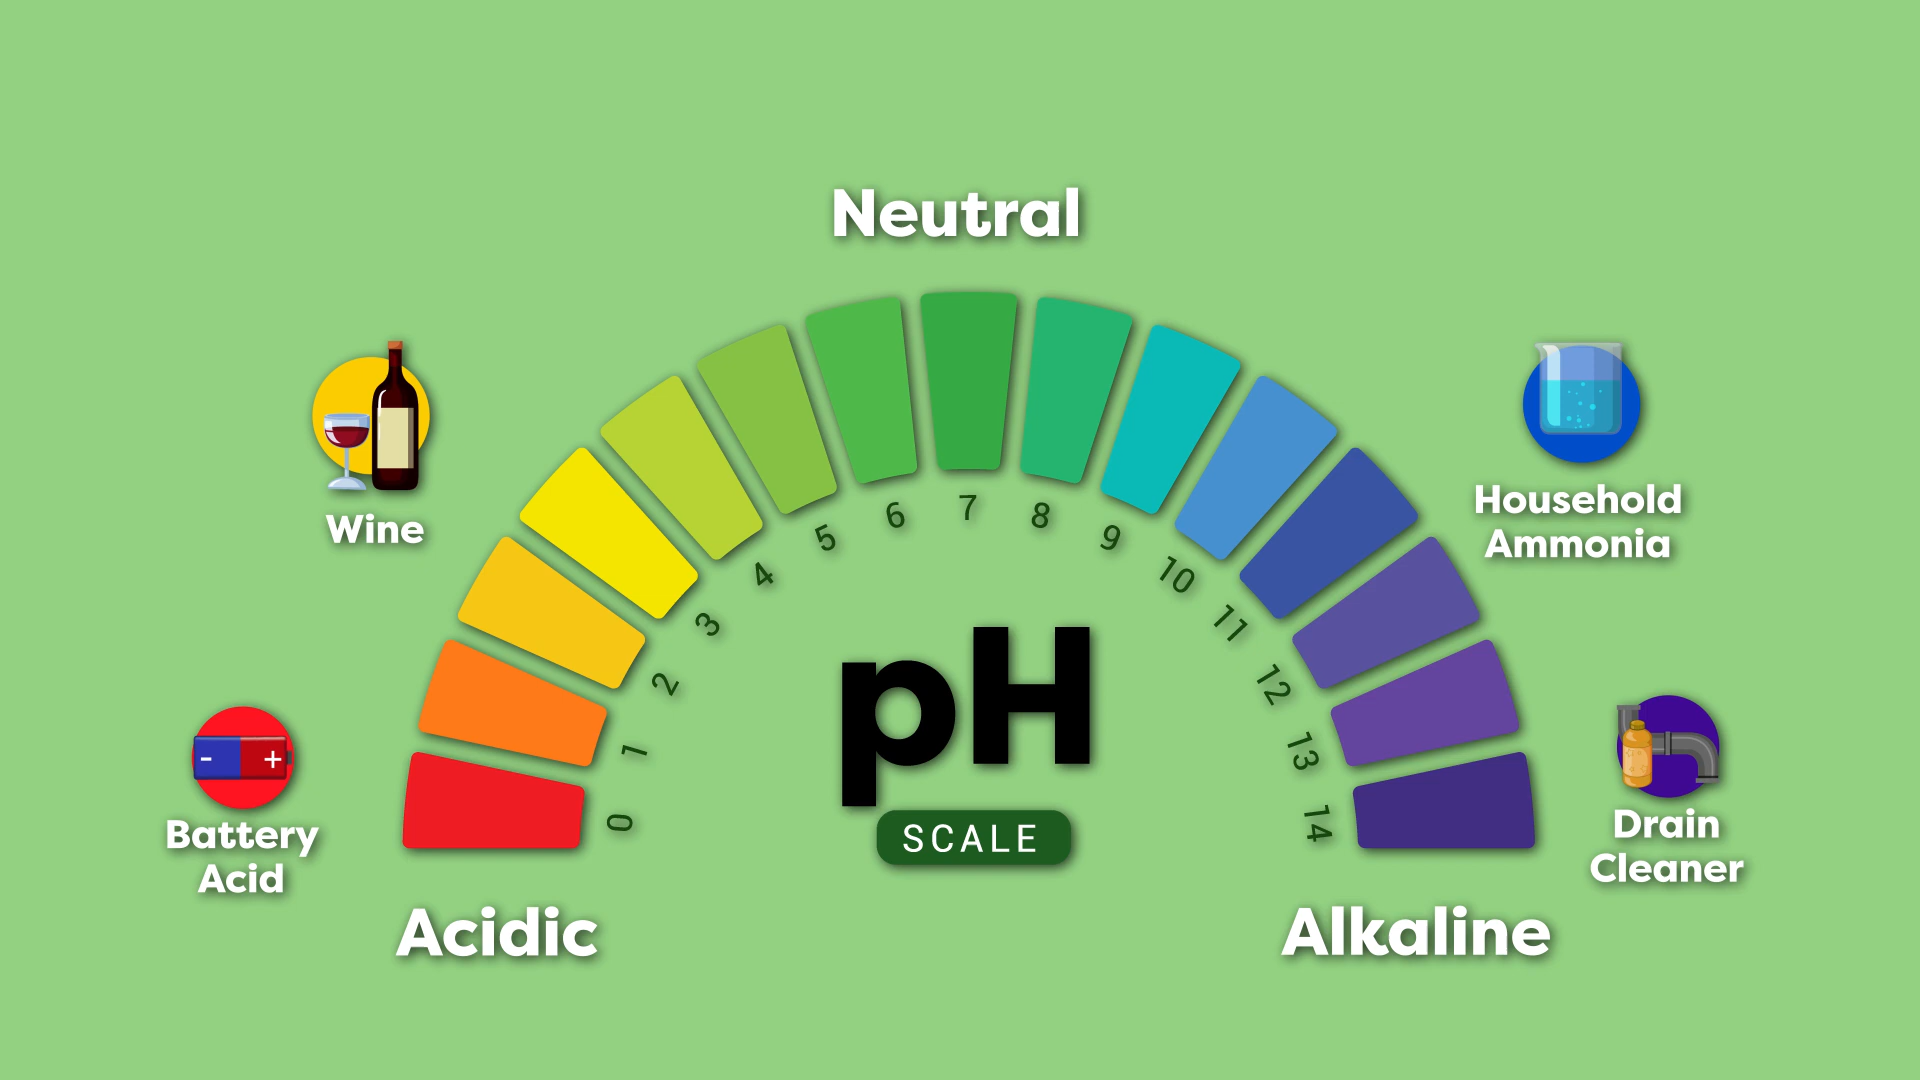 Neutral
Wine
Household
Ammonia
Battery
Acid
Drain
Cleaner
0
1
2
3
4
5
6
7
8
9
10
11
12
13
14
pH
SCALE
Acidic
Alkaline
- +